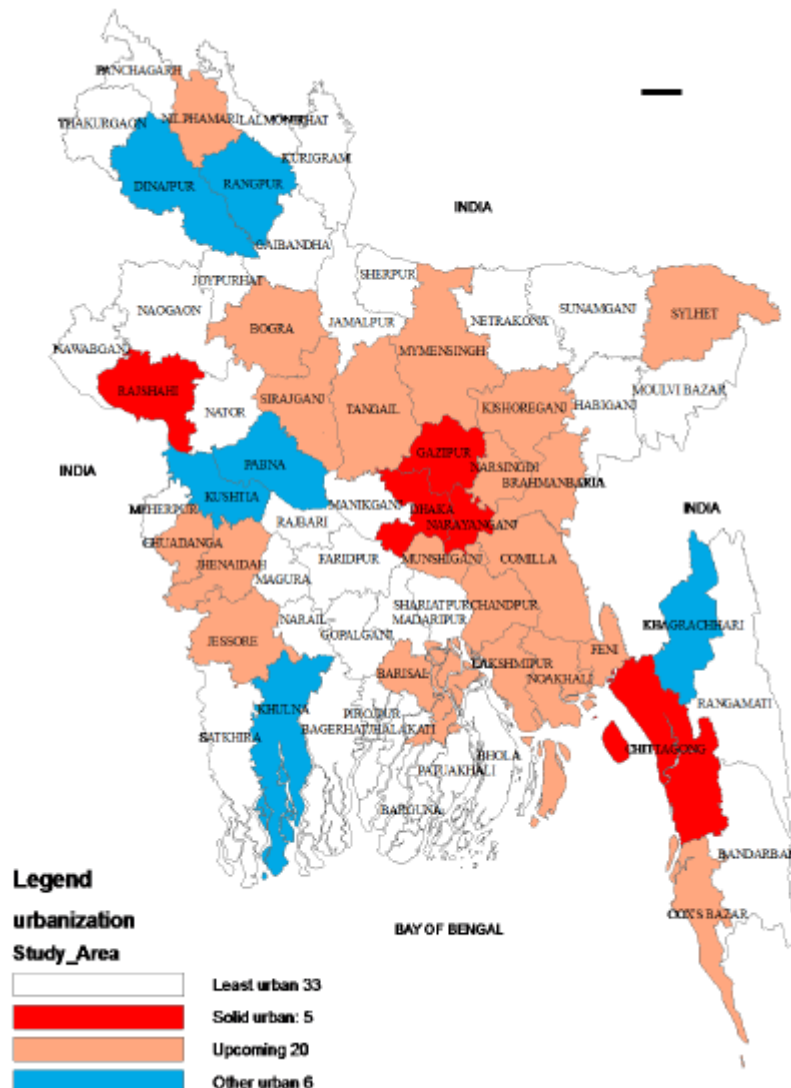 PANCHAGARH
THAKURGAON
NILPHAMARI
KURIGRAM
DINAJPUR
RANGPUR
INDIA
GAIBANDHA
SHERPUR
JOYPURHAT
NAOGAON
SUNAMGANJ
SYLHET
NETRAKONA
JAMALPUR
BOGRA
NAWABGANJ
MYMENSINGH
MOULVI BAZAR
RAJSHAHI
SIRAJGANJ
KISHOREGANJ
HABIGANJ
NATOR
TANGAIL
GAZIPUR
INDIA
PABNA
NARSINGDI
BRAHMANBARIA
KUSHTIA
MANIKGANJ
DHAKA
INDIA
RAJBARI
NARAYANGANJ
CHUADANGA
FARIDPUR
MUNSHIGANJ
COMILLA
JHENAIDAH
MAGURA
SHARIATPUR
CHANDPUR
NARAIL
MADARIPUR
KHAGRACHHARI
JESSORE
GOPALGANJ
FENI
LAKSHMIPUR
BARISAL
NOAKHALI
RANGAMATI
KHULNA
PIROJPUR
SATKHIRA
BAGERHAT
JHALAKATI
CHITTAGONG
BHOLA
PATUAKHALI
BARGUNA
BANDARBAN
COX'S BAZAR
BAY OF BENGAL
Legend
urbanization
Study_Area
Least urban 33
Solid urban: 5
Upcoming 20
Other urban 6